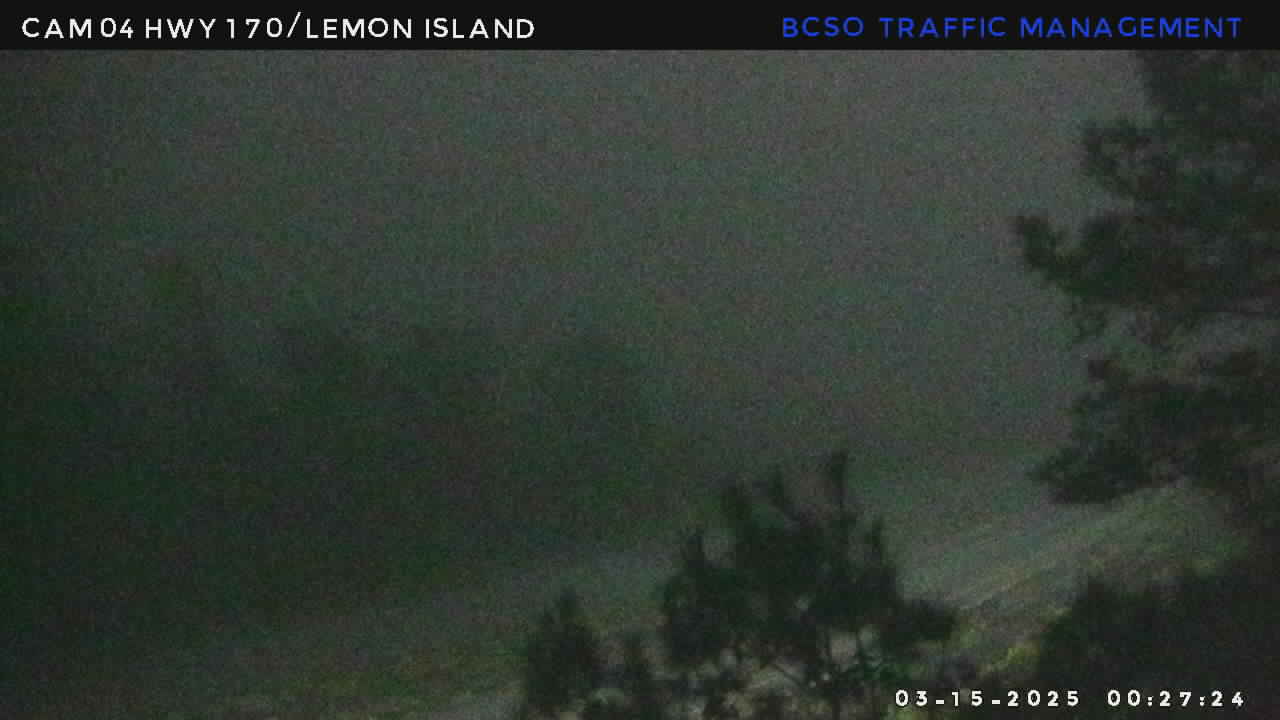 CAM04 HWY 170/LEMON ISLAND
BCSO TRAFFIC MANAGEMENT
03-15-2025 00:27:24